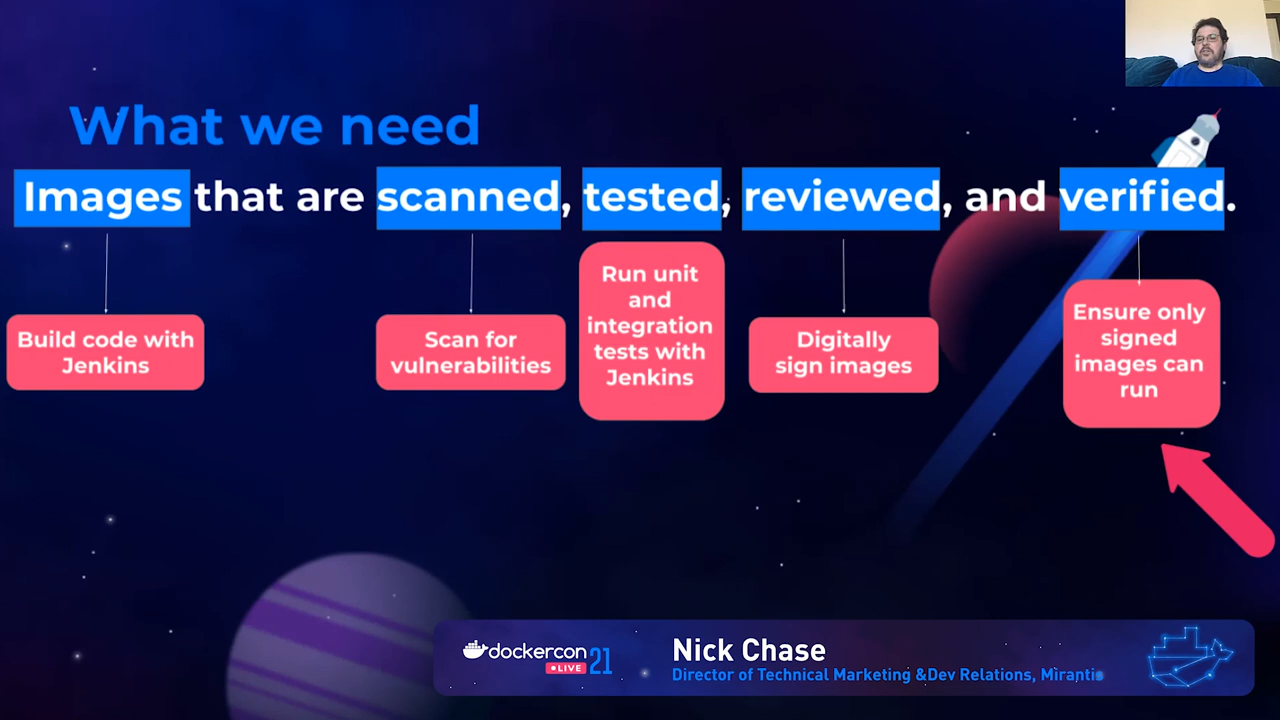 What we need
Images that are scanned, tested, reviewed, and verified.
Build code with
Jenkins
Scan for
vulnerabilities
Run unit
and
integration
tests with
Jenkins
Digitally
sign images
Ensure only
signed
images can
run
dockercon
LIVE
21
Nick Chase
Director of Technical Marketing &Dev Relations, Mirantis